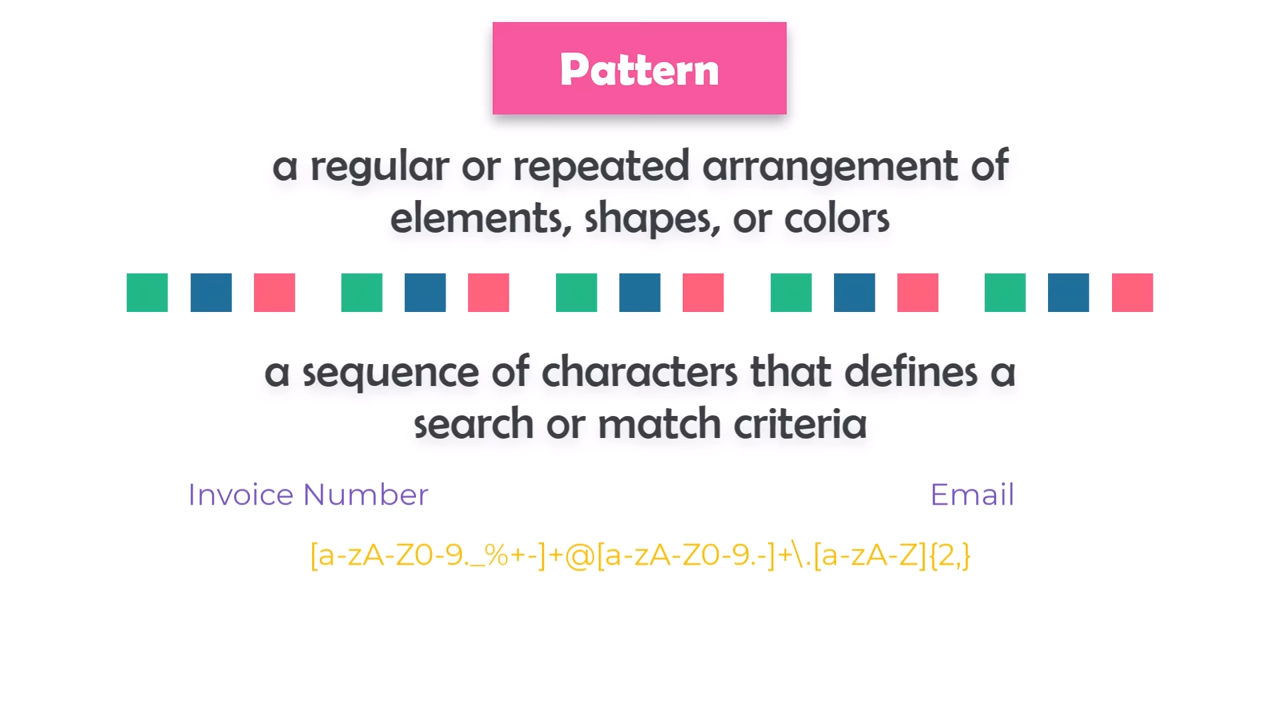 Pattern
a regular or repeated arrangement of
elements, shapes, or colors
a sequence of characters that defines a
search or match criteria
Invoice Number
Email
[a-zA-Z0-9._%+-]+@[a-zA-Z0-9.-]+\.[a-zA-Z]{2,}